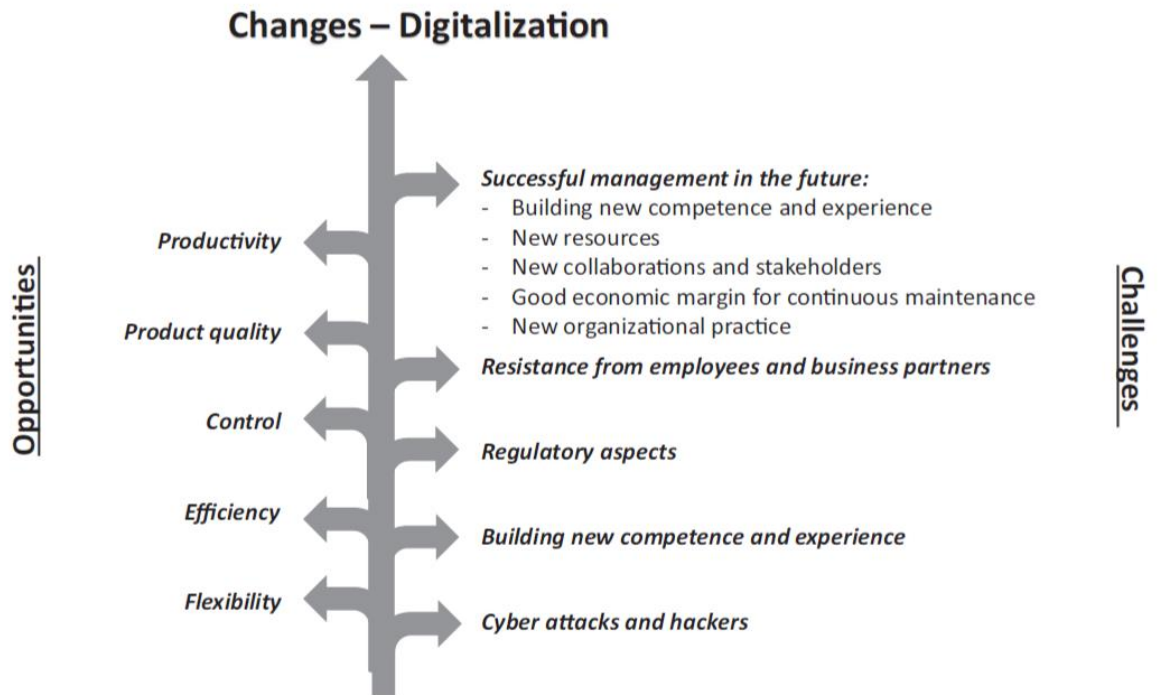 Changes – Digitalization
Opportunities
Productivity
Product quality
Control
Efficiency
Flexibility
Successful management in the future:
- Building new competence and experience
- New resources
- New collaborations and stakeholders
- Good economic margin for continuous maintenance
- New organizational practice
Resistance from employees and business partners
Regulatory aspects
Building new competence and experience
Cyber attacks and hackers
Challenges